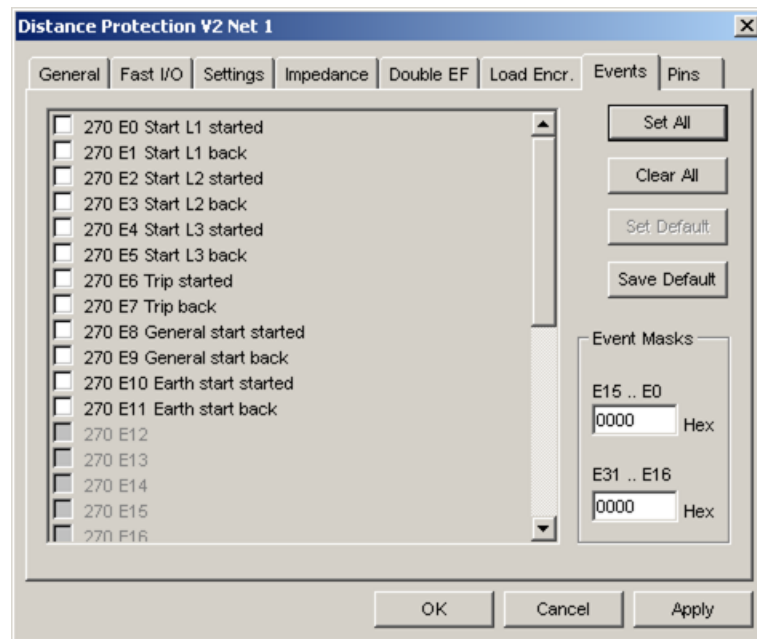 Distance Protection V2 Net 1
General Fast I/O Settings Impedance Double EF Load Encr. Events Pins
270 E0 Start L1 started
270 E1 Start L1 back
270 E2 Start L2 started
270 E3 Start L2 back
270 E4 Start L3 started
270 E5 Start L3 back
270 E6 Trip started
270 E7 Trip back
270 E8 General start started
270 E9 General start back
270 E10 Earth start started
270 E11 Earth start back
270 E12
270 E13
270 E14
270 E15
270 E16
Set All
Clear All
Set Default
Save Default
Event Masks
E15 .. E0
0000 Hex
E31 .. E16
0000 Hex
OK Cancel Apply